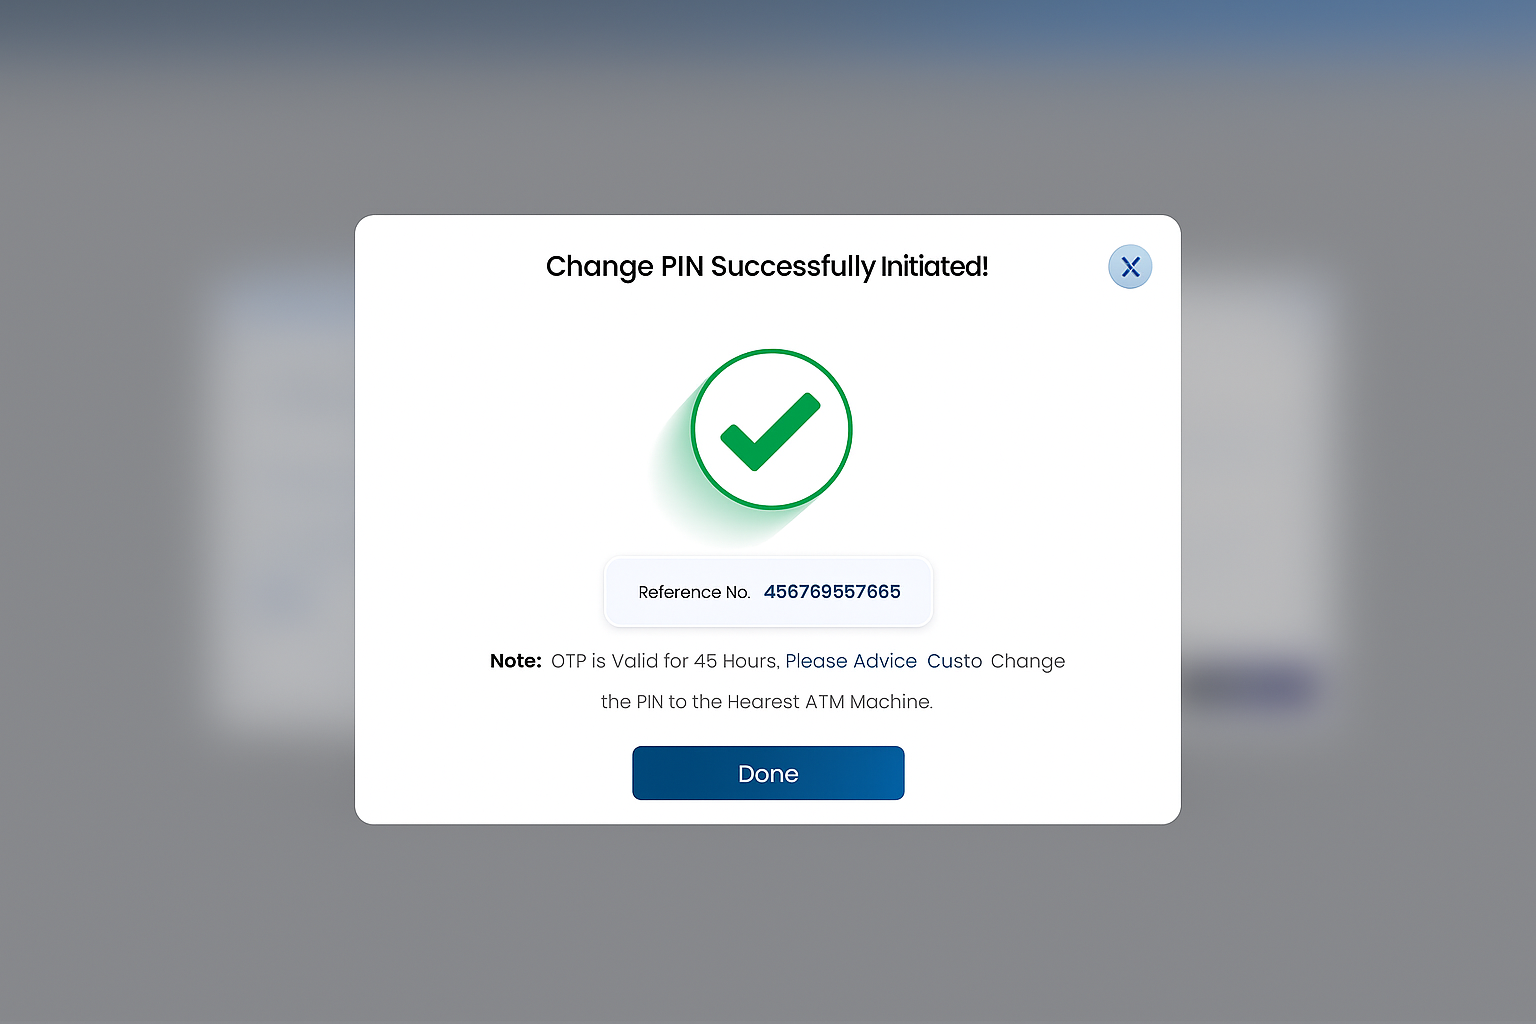 Change PIN Successfully Initiated!
X
Reference No. 456769557665
Note: OTP is Valid for 45 Hours, Please Advice Custo Change
the PIN to the Hearest ATM Machine.
Done